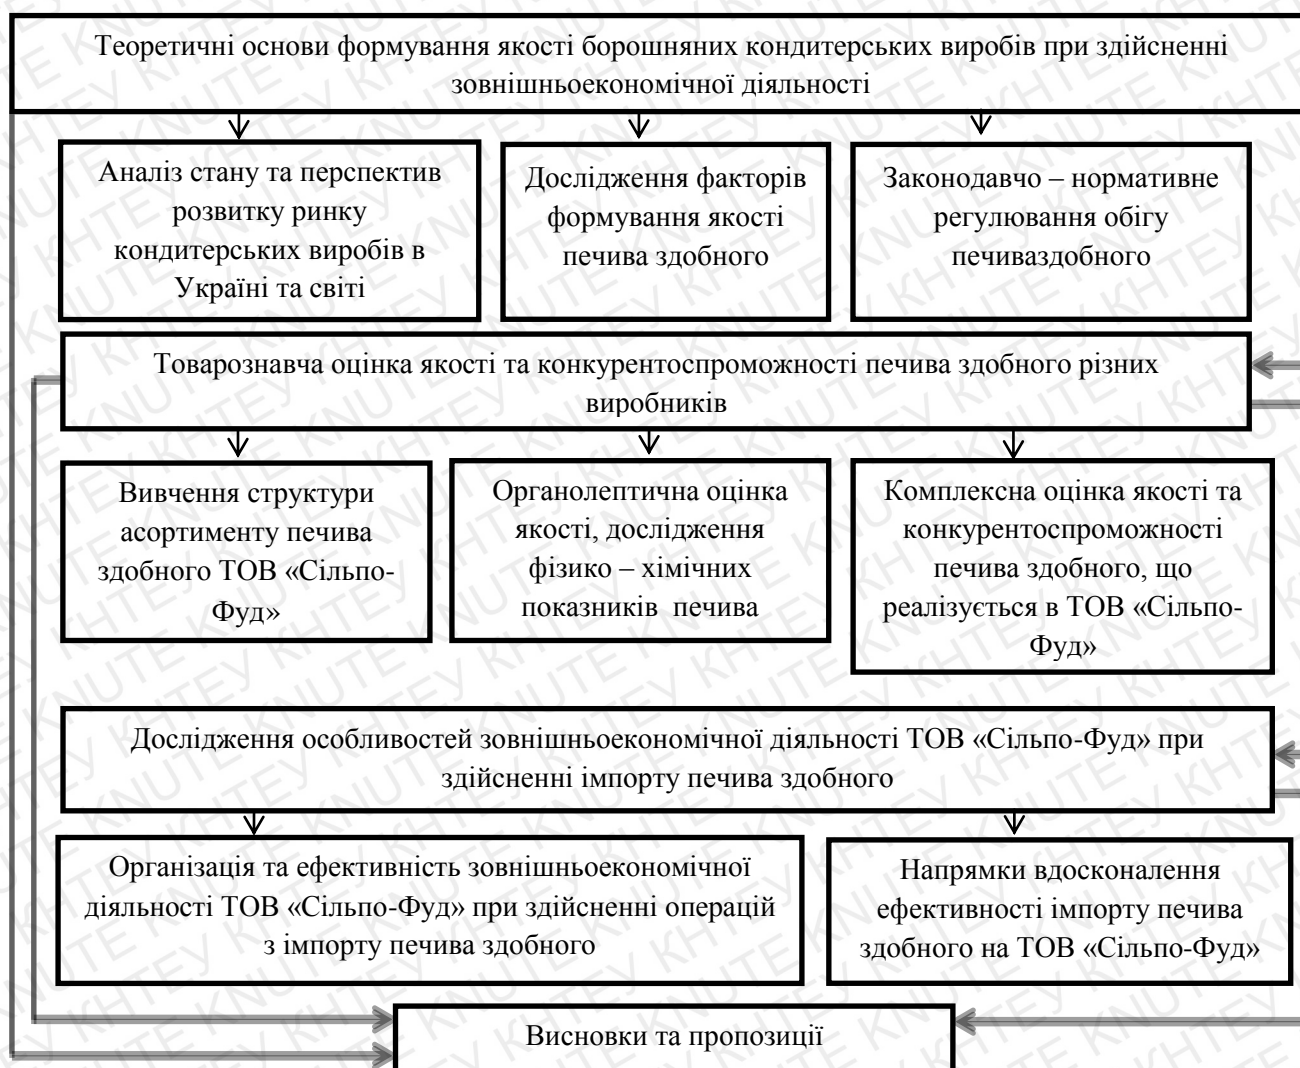 Теоретичні основи формування якості борошняних кондитерських виробів при здійсненні
зовнішньоекономічної діяльності
Аналіз стану та перспектив
розвитку ринку
кондитерських виробів в
Україні та світі
Дослідження факторів
формування якості
печива здобного
Законодавчо – нормативне
регулювання обігу
печиваздобного
Товарознавча оцінка якості та конкурентоспроможності печива здобного різних
виробників
Вивчення структури
асортименту печива
здобного ТОВ «Сільпо-
Фуд»
Органолептична оцінка
якості, дослідження
фізико – хімічних
показників печива
Комплексна оцінка якості та
конкурентоспроможності
печива здобного, що
реалізується в ТОВ «Сільпо-
Фуд»
Дослідження особливостей зовнішньоекономічної діяльності ТОВ «Сільпо-Фуд» при
здійсненні імпорту печива здобного
Організація та ефективність зовнішньоекономічної
діяльності ТОВ «Сільпо-Фуд» при здійсненні операцій
з імпорту печива здобного
Напрямки вдосконалення
ефективності імпорту печива
здобного на ТОВ «Сільпо-Фуд»
Висновки та пропозиції